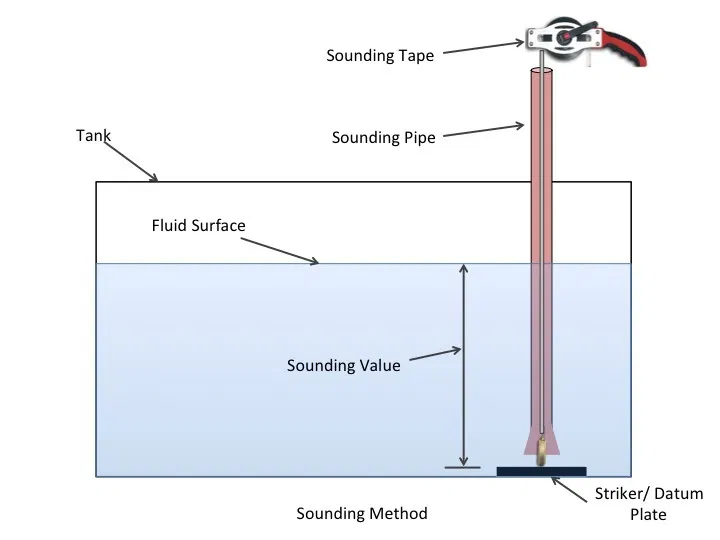 Sounding Tape
Tank
Sounding Pipe
Fluid Surface
Sounding Value
Striker/ Datum
Plate
Sounding Method